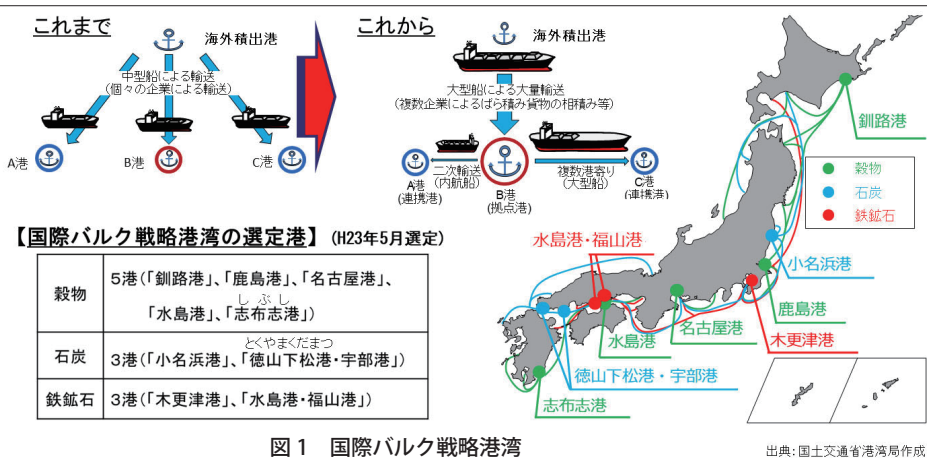 これまで
海外積出港
中型船による輸送
(個々の企業による輸送)
A港
B港
C港
これから
海外積出港
大型船による大量輸送
(複数企業によるばら積み貨物の相積み等)
二次輸送
(内航船)
複数港寄り
(大型船)
A港
(連携港)
B港
(拠点港)
C港
(連携港)
【国際バルク戦略港湾の選定港】 (H23年5月選定)
穀物
5港(「釧路港」、「鹿島港」、「名古屋港」、
しぶし
「水島港」、「志布志港」)
石炭
とくやまくだまつ
3港(「小名浜港」、「徳山下松港・宇部港」)
鉄鉱石
3港(「木更津港」、「水島港・福山港」)
釧路港
穀物
石炭
鉄鉱石
水島港・福山港
小名浜港
鹿島港
名古屋港
木更津港
水島港
徳山下松港・宇部港
志布志港
図1 国際バルク戦略港湾
出典:国土交通省港湾局作成